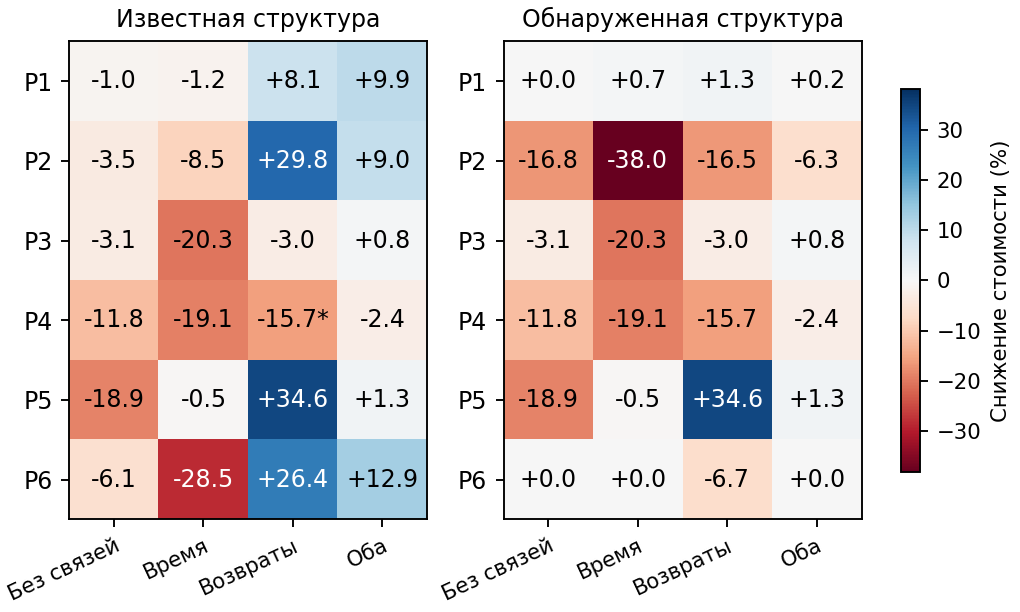 Известная структура
P1 -1.0 -1.2 +8.1 +9.9
P2 -3.5 -8.5 +29.8 +9.0
P3 -3.1 -20.3 -3.0 +0.8
P4 -11.8 -19.1 -15.7* -2.4
P5 -18.9 -0.5 +34.6 +1.3
P6 -6.1 -28.5 +26.4 +12.9
Без связей Время Возвраты Оба
Обнаруженная структура
P1 +0.0 +0.7 +1.3 +0.2
P2 -16.8 -38.0 -16.5 -6.3
P3 -3.1 -20.3 -3.0 +0.8
P4 -11.8 -19.1 -15.7 -2.4
P5 -18.9 -0.5 +34.6 +1.3
P6 +0.0 +0.0 -6.7 +0.0
Без связей Время Возвраты Оба
30
20
10
0
−10
−20
−30
Снижение стоимости (%)